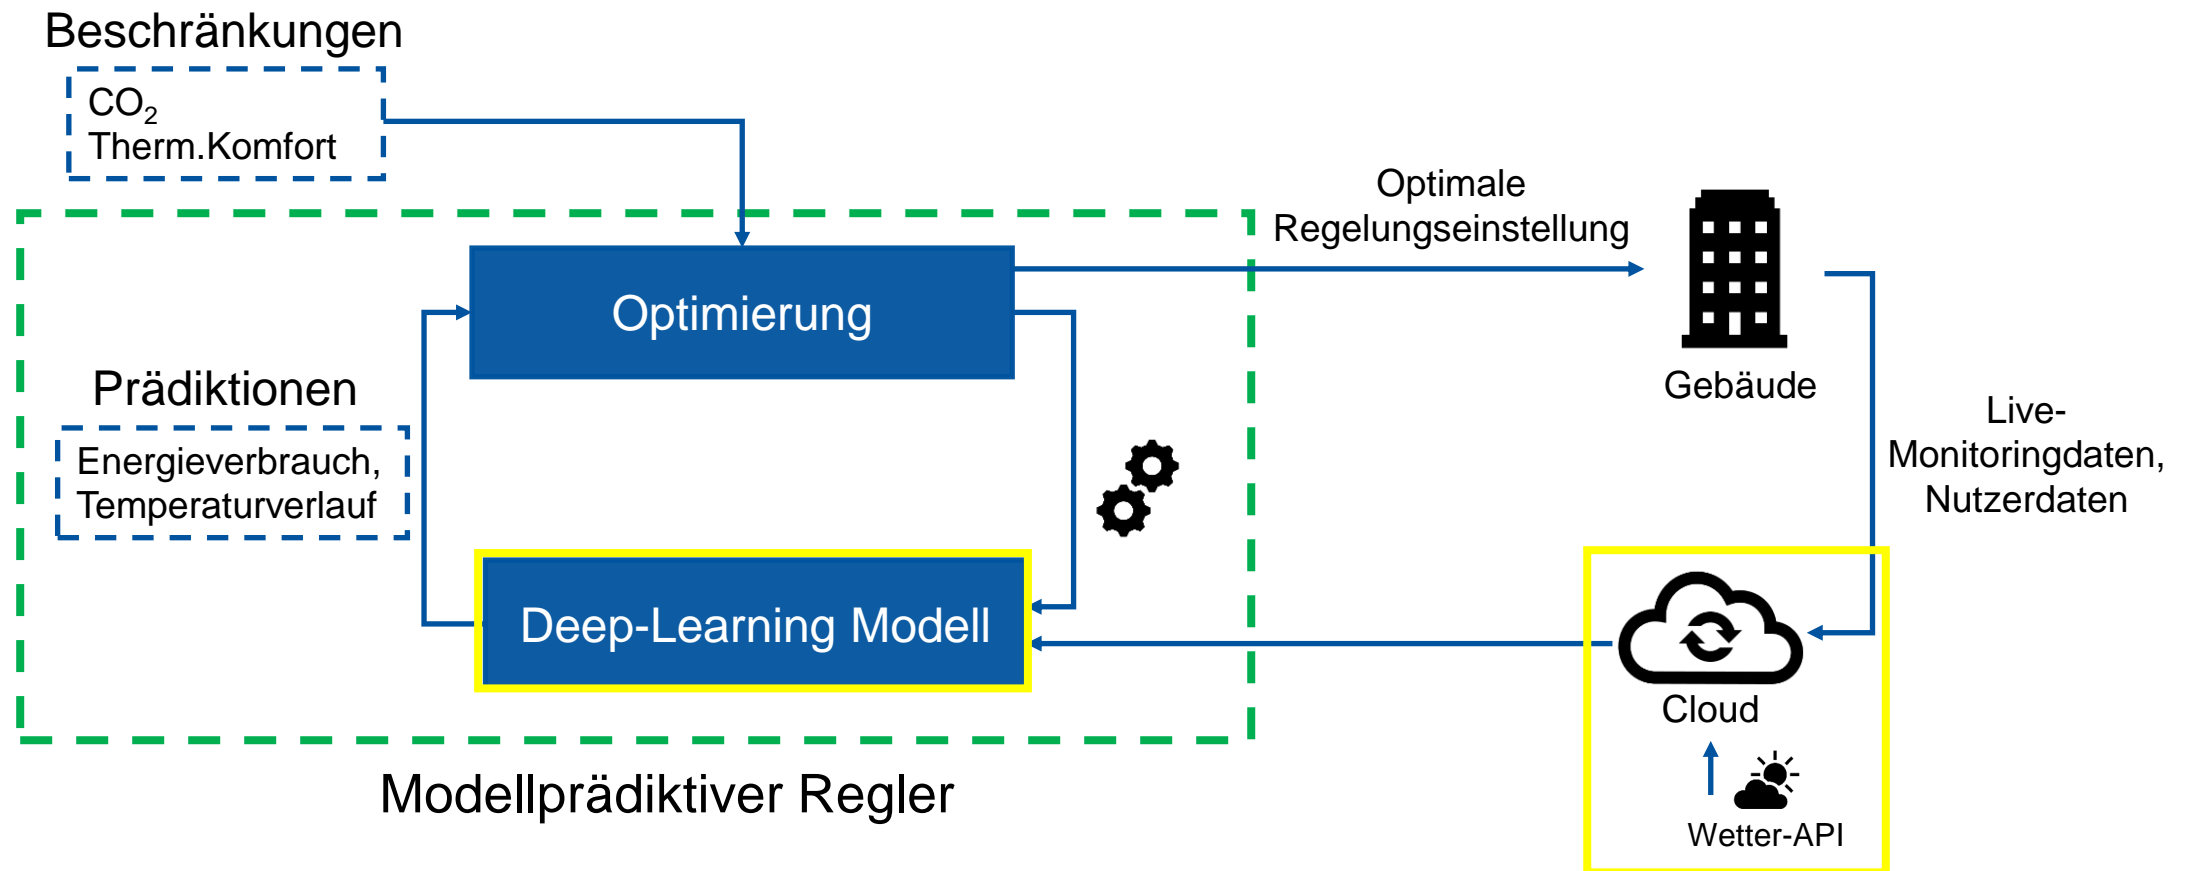 Beschränkungen
CO₂
Therm.Komfort
Optimale
Regelungseinstellung
Optimierung
Gebäude
Prädiktionen
Energieverbrauch,
Temperaturverlauf
Live-
Monitoringdaten,
Nutzerdaten
Deep-Learning Modell
Cloud
Wetter-API
Modellprädiktiver Regler